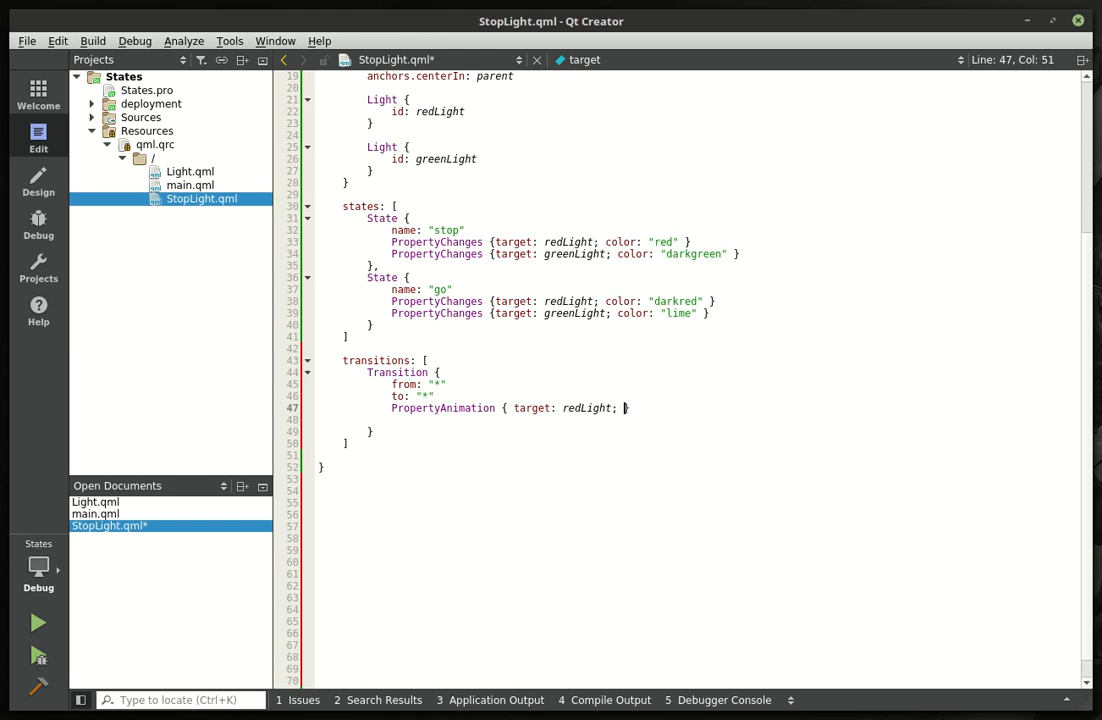 StopLight.qml - Qt Creator
File Edit Build Debug Analyze Tools Window Help
Projects
StopLight.qml*
target
Line: 47, Col: 51
Welcome
Edit
Design
Debug
Projects
Help
States
Debug
States
States.pro
deployment
Sources
Resources
qml.qrc
/
Light.qml
main.qml
StopLight.qml
Open Documents
Light.qml
main.qml
StopLight.qml*
19 anchors.centerIn: parent
20
21 Light {
22 id: redLight
23 }
24
25 Light {
26 id: greenLight
27 }
28 }
29
30 states: [
31 State {
32 name: "stop"
33 PropertyChanges {target: redLight; color: "red" }
34 PropertyChanges {target: greenLight; color: "darkgreen" }
35 },
36 State {
37 name: "go"
38 PropertyChanges {target: redLight; color: "darkred" }
39 PropertyChanges {target: greenLight; color: "lime" }
40 }
41 ]
42
43 transitions: [
44 Transition {
45 from: "*"
46 to: "*"
47 PropertyAnimation { target: redLight; }
48
49 }
50 ]
51
52 }
53
54
55
56
57
58
59
60
61
62
63
64
65
66
67
68
69
70
Type to locate (Ctrl+K)
1 Issues 2 Search Results 3 Application Output 4 Compile Output 5 Debugger Console